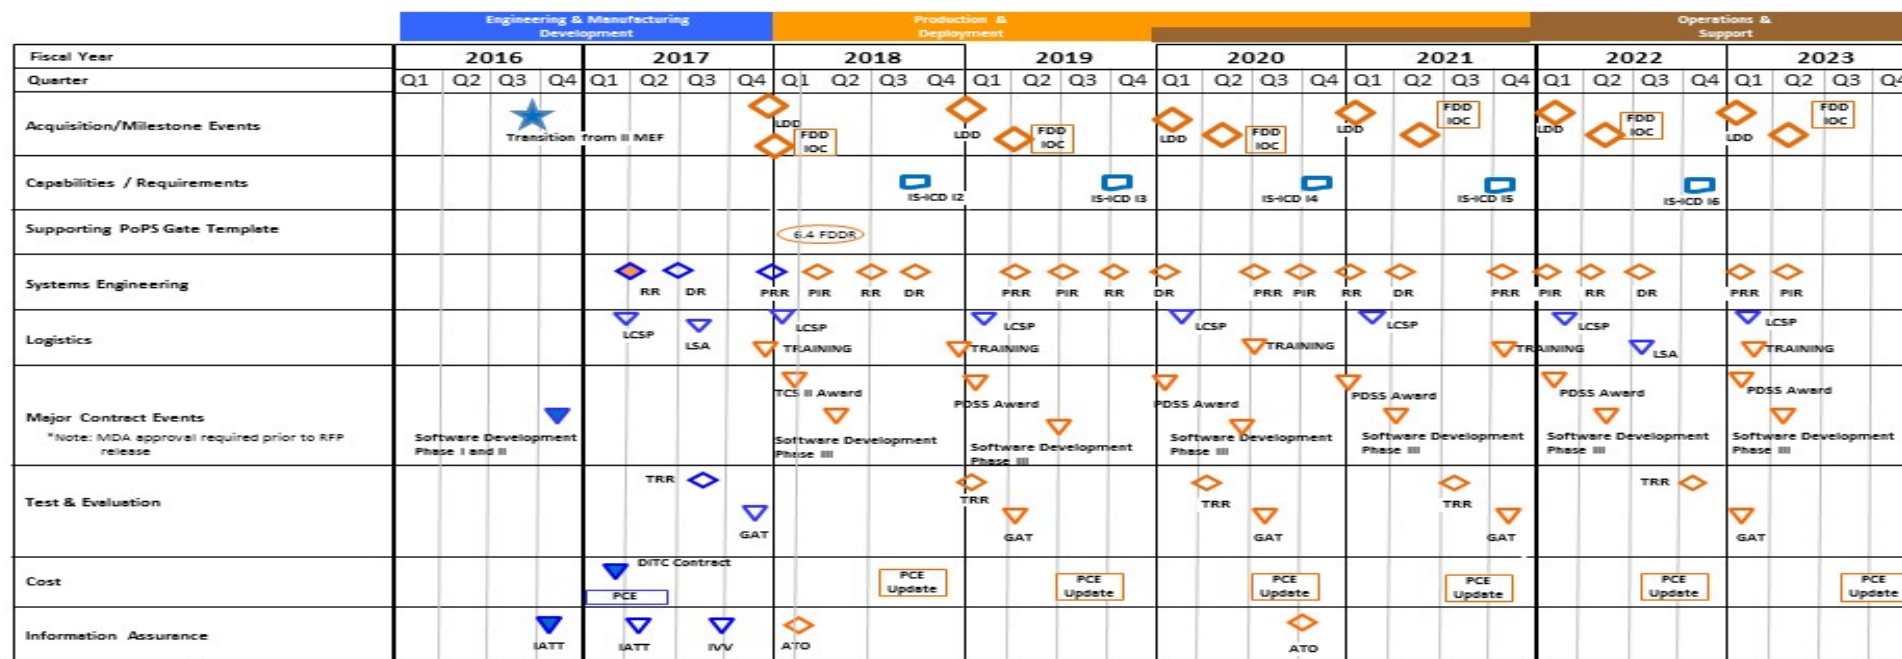 Engineering & Manufacturing Development
Production & Deployment
Operations & Support
Fiscal Year 2016 2017 2018 2019 2020 2021 2022 2023
Quarter Q1 Q2 Q3 Q4 Q1 Q2 Q3 Q4 Q1 Q2 Q3 Q4 Q1 Q2 Q3 Q4 Q1 Q2 Q3 Q4 Q1 Q2 Q3 Q4 Q1 Q2 Q3 Q4 Q1 Q2 Q3 Q4
Acquisition/Milestone Events
Transition from II MEF
LDD
FDD
IOC
LDD
FDD
IOC
LDD
FDD
IOC
LDD
FDD
IOC
LDD
FDD
IOC
LDD
FDD
IOC
Capabilities / Requirements
IS-ICD I2 IS-ICD I3 IS-ICD I4 IS-ICD I5 IS-ICD I6
Supporting PoPS Gate Template
6.4 FDDR
Systems Engineering
RR DR PRR PIR RR DR PRR PIR RR DR PRR PIR RR DR PRR PIR RR DR PRR PIR
Logistics
LCSP LSA LCSP LCSP LCSP LCSP LCSP LCSP
TRAINING TRAINING TRAINING TRAINING LSA TRAINING
Major Contract Events
*Note: MDA approval required prior to RFP
release
Software Development
Phase I and II
TCS II Award
Software Development
Phase III
PDSS Award
Software Development
Phase III
PDSS Award
Software Development
Phase III
PDSS Award
Software Development
Phase III
PDSS Award
Software Development
Phase III
PDSS Award
Software Development
Phase III
Test & Evaluation
TRR TRR TRR TRR TRR
GAT GAT GAT GAT GAT
Cost
DITC Contract
PCE
PCE
Update
PCE
Update
PCE
Update
PCE
Update
PCE
Update
PCE
Update
Information Assurance
IATT IATT IVV ATO ATO